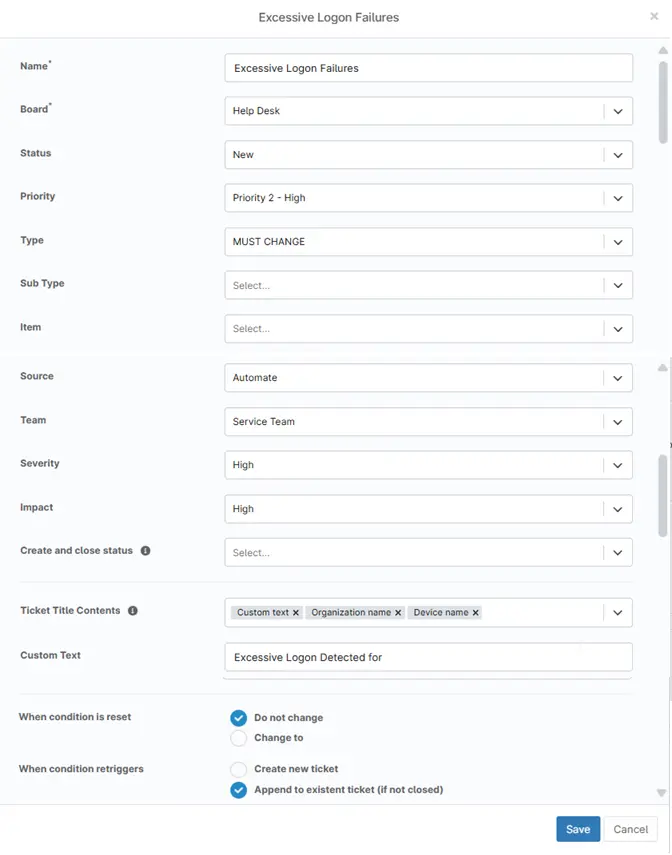 Excessive Logon Failures ×
Name* Excessive Logon Failures
Board* Help Desk
Status New
Priority Priority 2 - High
Type MUST CHANGE
Sub Type Select...
Item Select...
Source Automate
Team Service Team
Severity High
Impact High
Create and close status Select...
Ticket Title Contents Custom text × Organization name × Device name ×
Custom Text Excessive Logon Detected for
When condition is reset Do not change
Change to
When condition retriggers Create new ticket
Append to existent ticket (if not closed)
Save Cancel